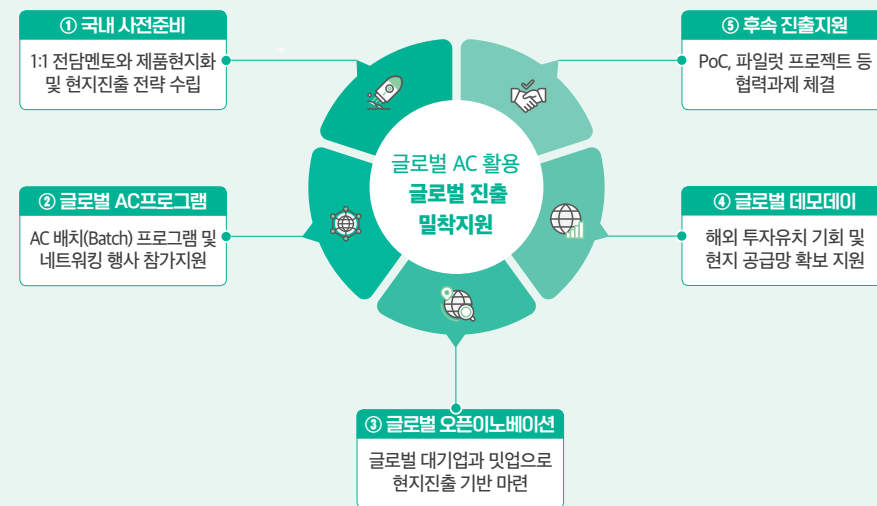 ① 국내 사전준비
1:1 전담멘토와 제품현지화
및 현지진출 전략 수립
② 글로벌 AC프로그램
AC 배치(Batch) 프로그램 및
네트워킹 행사 참가지원
③ 글로벌 오픈이노베이션
글로벌 대기업과 밋업으로
현지진출 기반 마련
④ 글로벌 데모데이
해외 투자유치 기회 및
현지 공급망 확보 지원
⑤ 후속 진출지원
PoC, 파일럿 프로젝트 등
협력과제 체결
글로벌 AC 활용
글로벌 진출
밀착지원